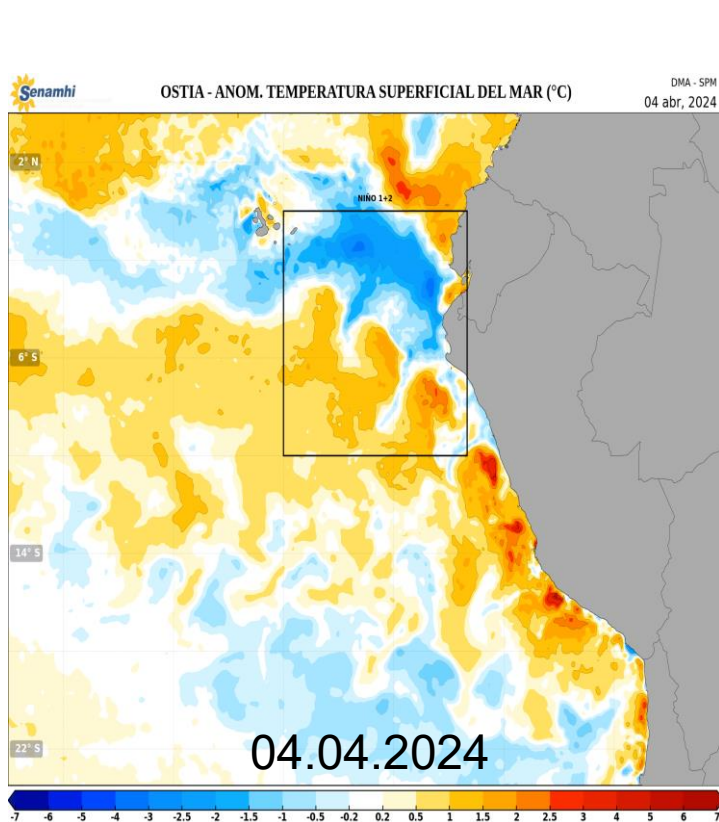 Senamhi
OSTIA - ANOM. TEMPERATURA SUPERFICIAL DEL MAR (°C)
DMA - SPM
04 abr, 2024
2° N
NIÑO 1+2
6° S
14° S
22° S
04.04.2024
-7 -6 -5 -4 -3 -2.5 -2 -1.5 -1 -0.5 -0.2 0.2 0.5 1 1.5 2 2.5 3 4 5 6 7